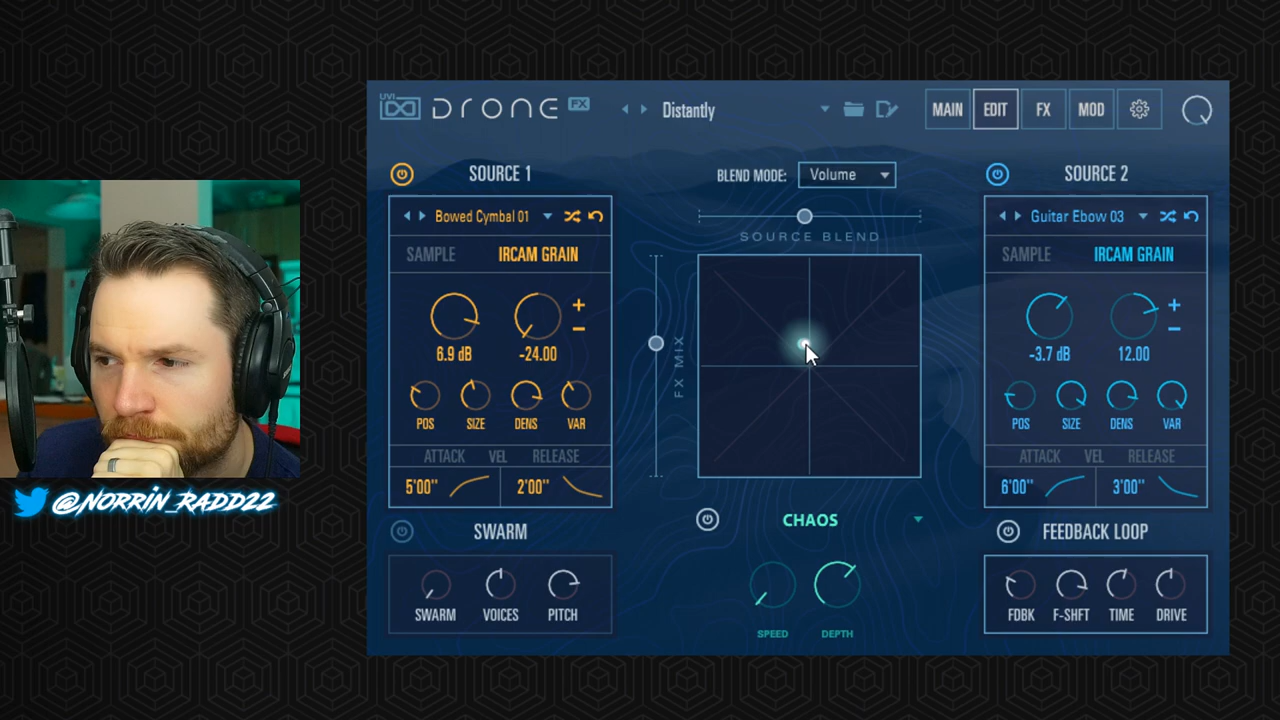 UVI DRONE FX
Distantly
MAIN EDIT FX MOD
SOURCE 1
Bowed Cymbal 01
SAMPLE IRCAM GRAIN
+
−
6.9 dB -24.00
POS SIZE DENS VAR
ATTACK VEL RELEASE
5'00" 2'00"
SWARM
SWARM VOICES PITCH
BLEND MODE: Volume
SOURCE BLEND
FX MIX
CHAOS
SPEED DEPTH
SOURCE 2
Guitar Ebow 03
SAMPLE IRCAM GRAIN
+
−
-3.7 dB 12.00
POS SIZE DENS VAR
ATTACK VEL RELEASE
6'00" 3'00"
FEEDBACK LOOP
FDBK F-SHFT TIME DRIVE
@NORRIN_RADD22